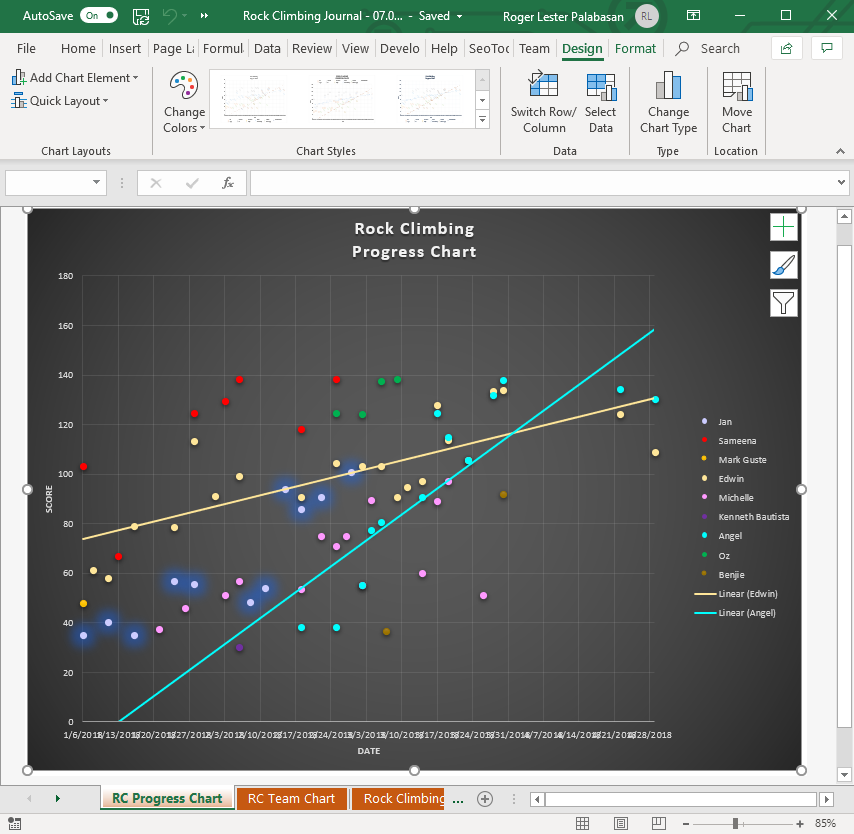 AutoSave On Rock Climbing Journal - 07.0... - Saved Roger Lester Palabasan RL
File Home Insert Page La Formul Data Review View Develo Help SeoToo Team Design Format Search
Add Chart Element
Quick Layout
Change
Colors
Switch Row/
Column
Select
Data
Change
Chart Type
Move
Chart
Chart Layouts Chart Styles Data Type Location
fx
Rock Climbing
Progress Chart
180
160
140
120
100
80
60
40
20
0
SCORE
1/6/2018 1/13/2018 1/20/2018 1/27/2018 2/3/2018 2/10/2018 2/17/2018 2/24/2018 3/3/2018 3/10/2018 3/17/2018 3/24/2018 3/31/2018 4/7/2018 4/14/2018 4/21/2018 4/28/2018
DATE
Jan
Sameena
Mark Guste
Edwin
Michelle
Kenneth Bautista
Angel
Oz
Benjie
Linear (Edwin)
Linear (Angel)
RC Progress Chart RC Team Chart Rock Climbing ...
85%